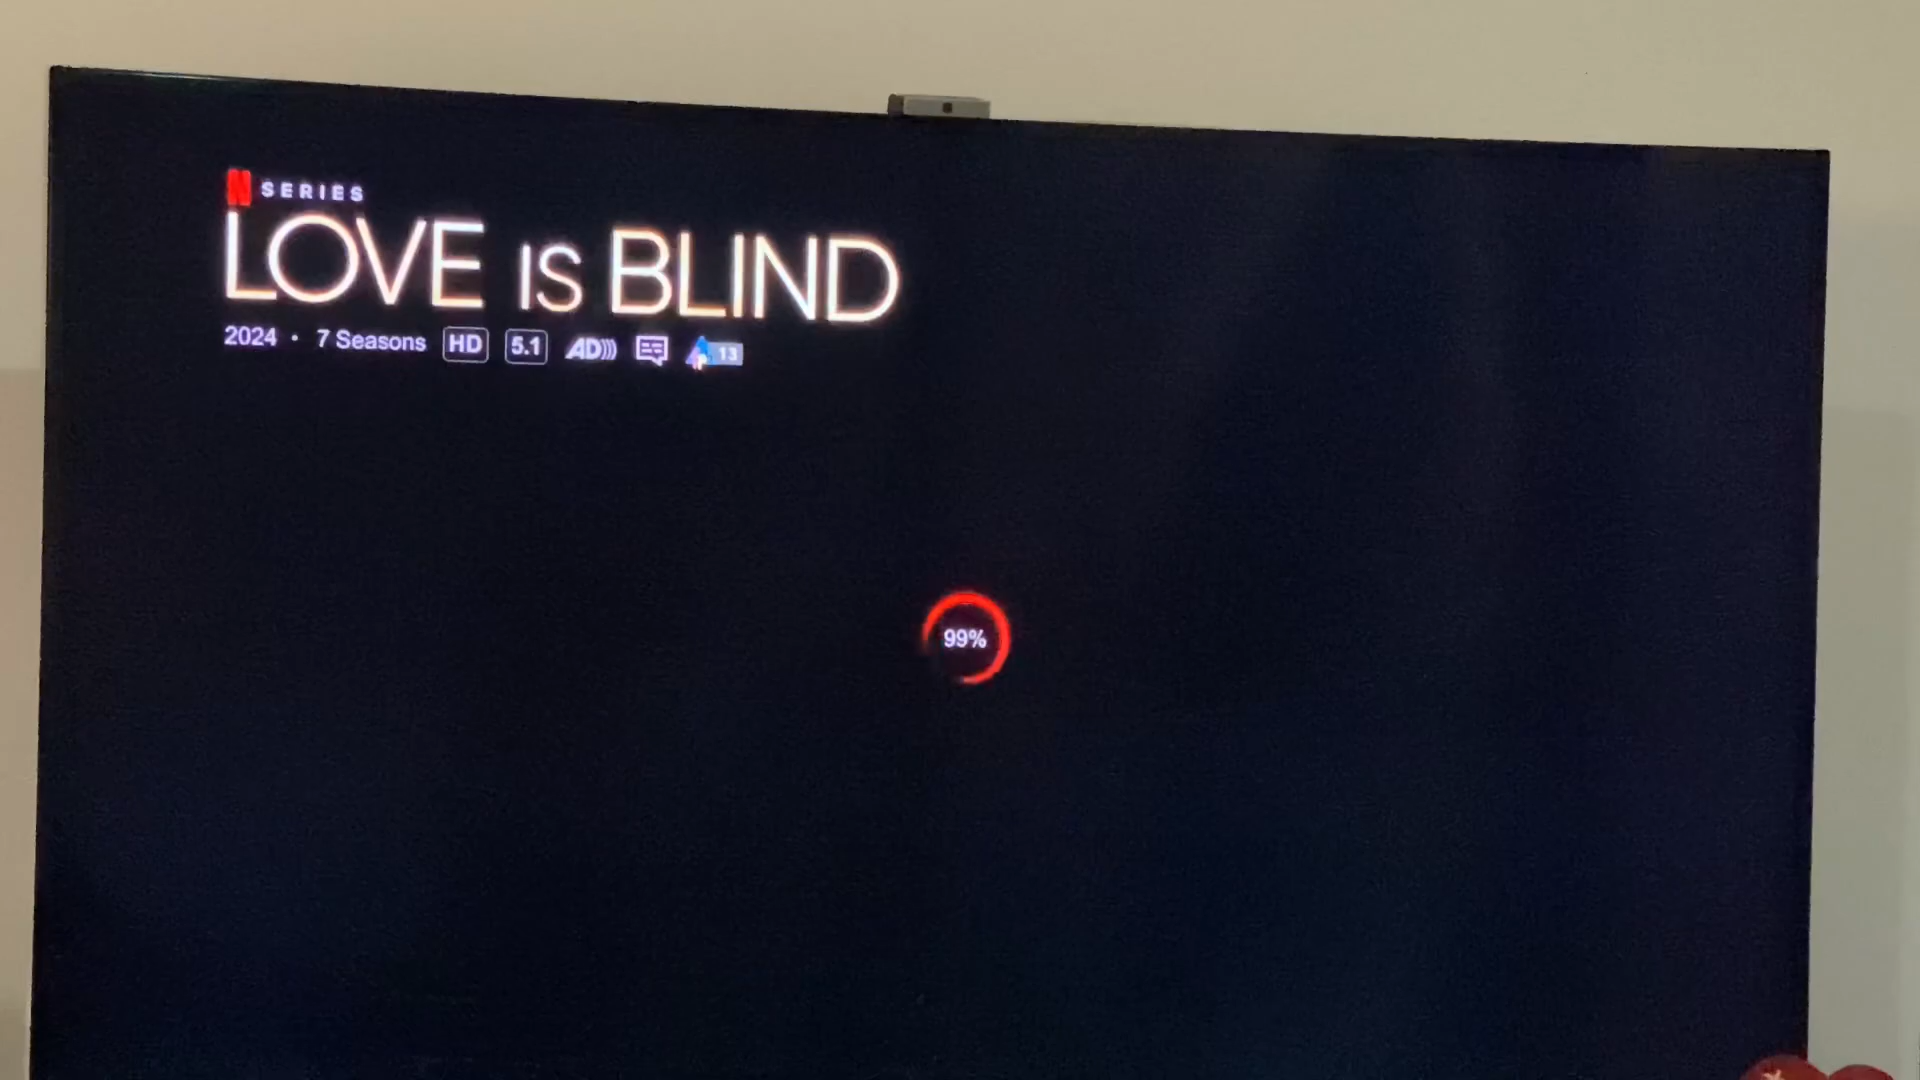 N SERIES
LOVE IS BLIND
2024 • 7 Seasons HD 5.1 AD))) 13
99%